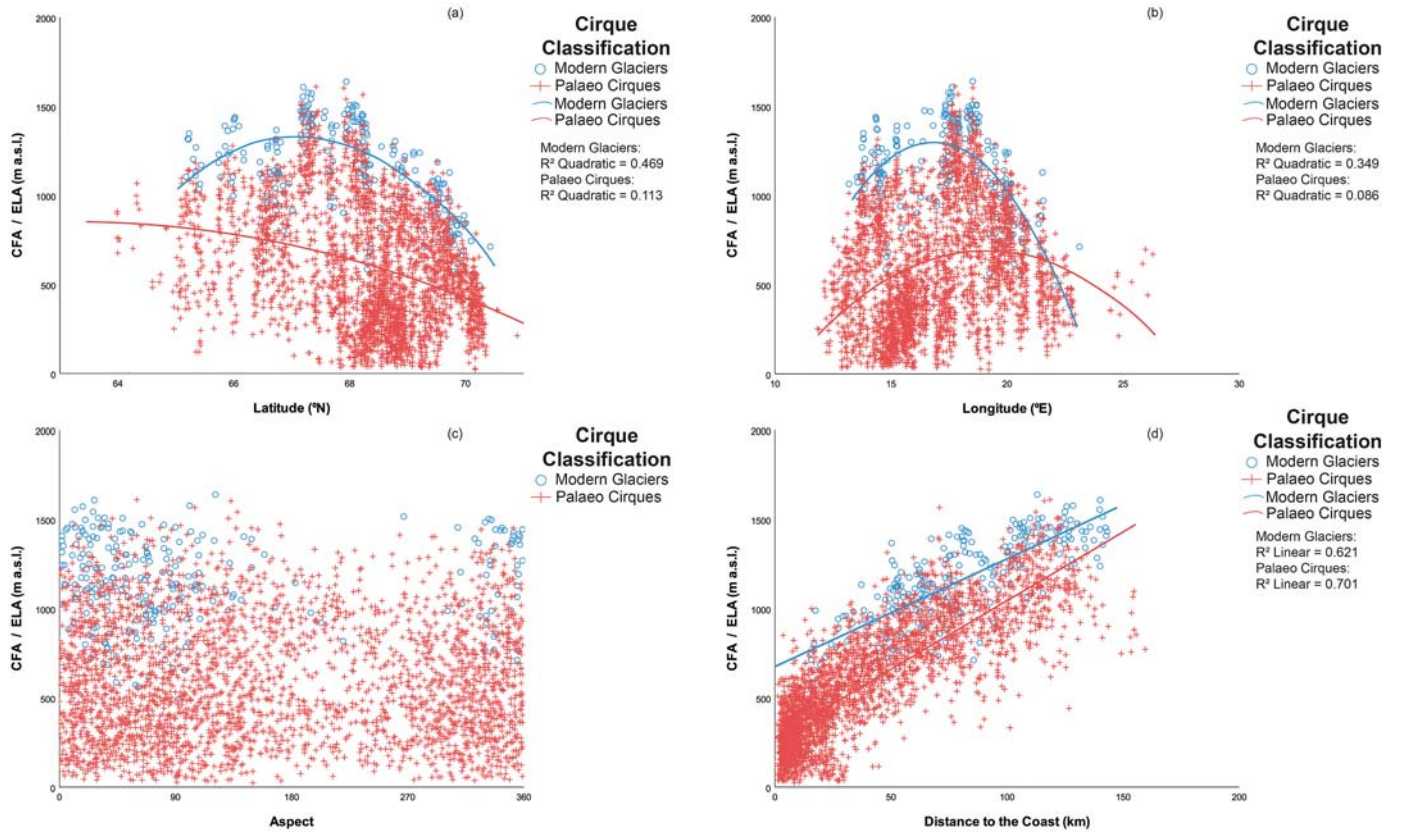 (a)
2000
1500
1000
500
0
CFA / ELA (m a.s.l.)
64
66
68
70
Latitude (ºN)
Cirque
Classification
Modern Glaciers
Palaeo Cirques
Modern Glaciers
Palaeo Cirques
Modern Glaciers:
R² Quadratic = 0.469
Palaeo Cirques:
R² Quadratic = 0.113
(b)
2000
1500
1000
500
0
CFA / ELA (m a.s.l.)
10
15
20
25
30
Longitude (ºE)
Cirque
Classification
Modern Glaciers
Palaeo Cirques
Modern Glaciers
Palaeo Cirques
Modern Glaciers:
R² Quadratic = 0.349
Palaeo Cirques:
R² Quadratic = 0.086
(c)
2000
1500
1000
500
0
CFA / ELA (m a.s.l.)
0
90
180
270
360
Aspect
Cirque
Classification
Modern Glaciers
Palaeo Cirques
(d)
2000
1500
1000
500
0
CFA / ELA (m a.s.l.)
0
50
100
150
200
Distance to the Coast (km)
Cirque
Classification
Modern Glaciers
Palaeo Cirques
Modern Glaciers
Palaeo Cirques
Modern Glaciers:
R² Linear = 0.621
Palaeo Cirques:
R² Linear = 0.701